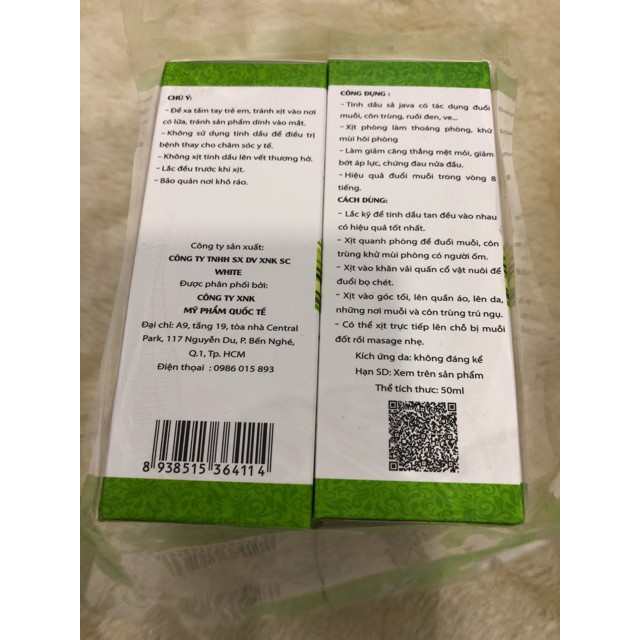 CHÚ Ý:
- Để xa tầm tay trẻ em, tránh xịt vào nơi
có lửa, tránh sản phẩm dính vào mắt.
- Không sử dụng tinh dầu để điều trị
bệnh thay cho chăm sóc y tế.
- Không xịt tinh dầu lên vết thương hở.
- Lắc đều trước khi xịt.
- Bảo quản nơi khô ráo.
Công ty sản xuất:
CÔNG TY TNHH SX DV XNK SC
WHITE
Được phân phối bởi:
CÔNG TY XNK
MỸ PHẨM QUỐC TẾ
Địa chỉ: A9, tầng 19, tòa nhà Central
Park, 117 Nguyễn Du, P. Bến Nghé,
Q.1, Tp. HCM
Điện thọai : 0986 015 893
8 938515 364114
CÔNG DỤNG :
- Tinh dầu sả java có tác dụng đuổi
muỗi, côn trùng, ruồi đen, ve...
- Xịt phòng làm thoáng phòng, khử
mùi hôi phòng
- Làm giảm căng thẳng mệt mỏi, giảm
bớt áp lực, chứng đau nửa đầu.
- Hiệu quả đuổi muỗi trong vòng 8
tiếng.
CÁCH DÙNG:
- Lắc kỹ để tinh dầu tan đều vào nhau
có hiệu quả tốt nhất.
- Xịt quanh phòng để đuổi muỗi, côn
trùng khử mùi phòng có người ốm.
- Xịt vào khăn vải quấn cổ vật nuôi để
đuổi bọ chét.
- Xịt vào góc tối, lên quần áo, lên da,
những nơi muỗi và côn trùng trú ngụ.
- Có thể xịt trực tiếp lên chỗ bị muỗi
đốt rồi masage nhẹ.
Kích ứng da: không đáng kể
Hạn SD: Xem trên sản phẩm
Thể tích thực: 50ml